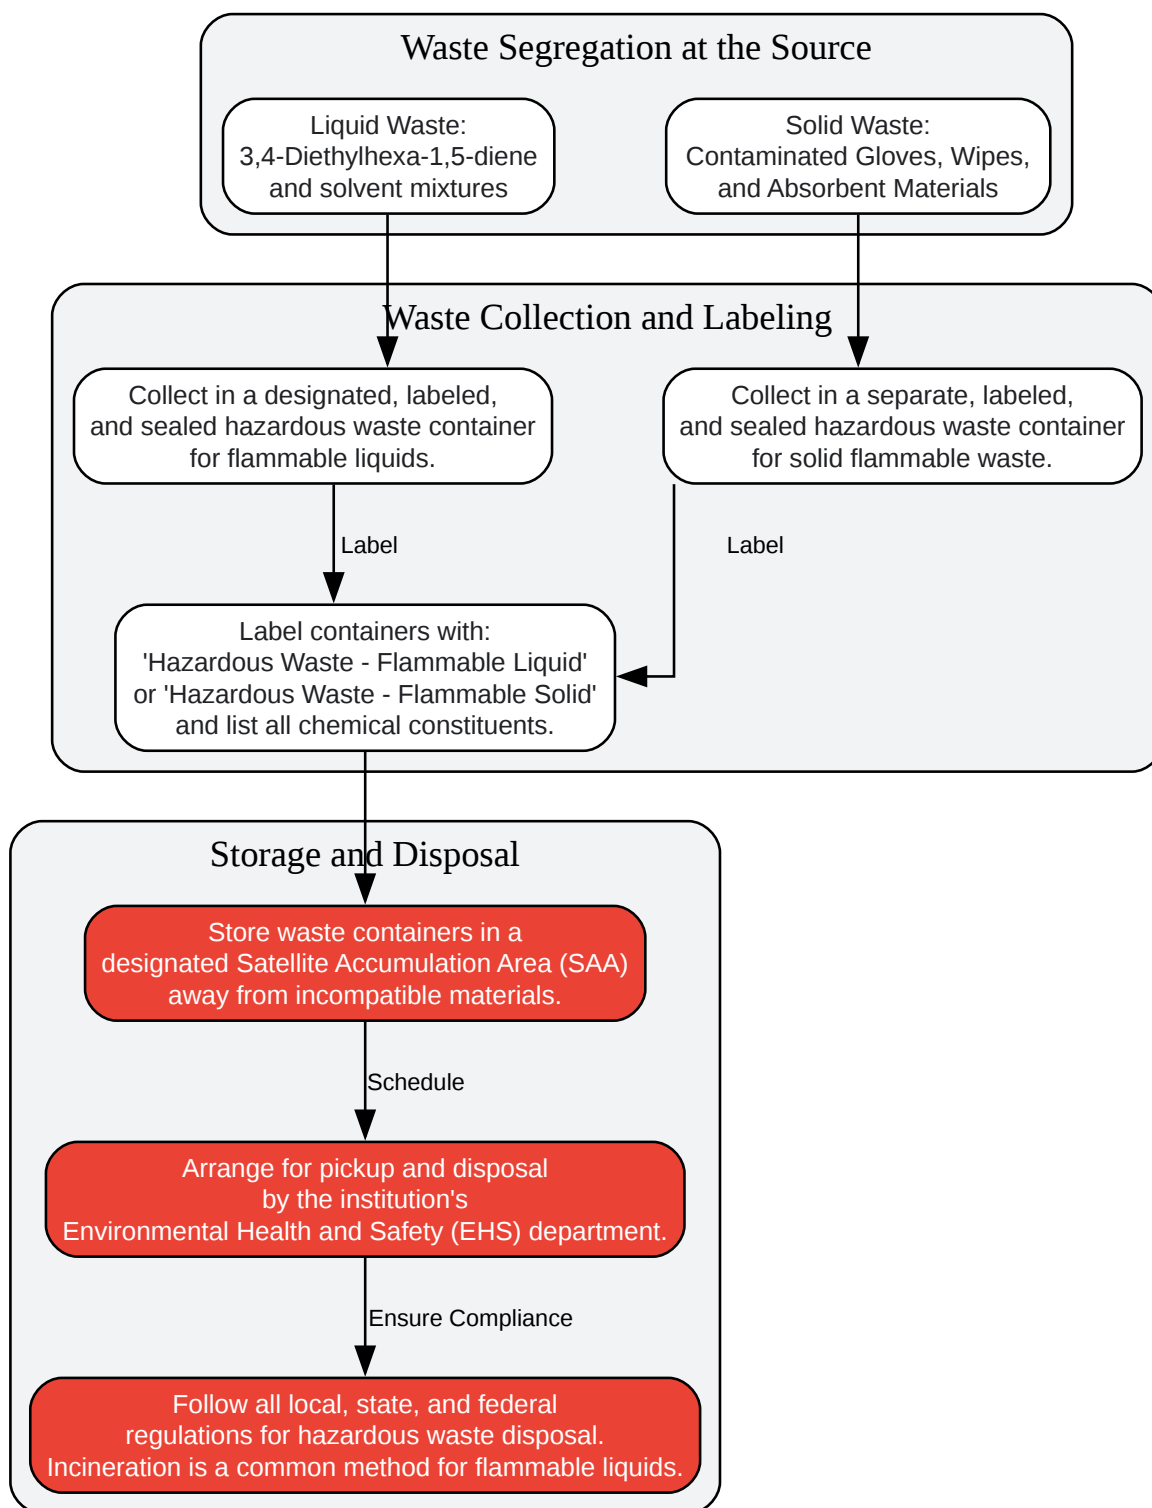 Waste Segregation at the Source
Liquid Waste:
3,4-Diethylhexa-1,5-diene
and solvent mixtures
Solid Waste:
Contaminated Gloves, Wipes,
and Absorbent Materials
Waste Collection and Labeling
Collect in a designated, labeled,
and sealed hazardous waste container
for flammable liquids.
Collect in a separate, labeled,
and sealed hazardous waste container
for solid flammable waste.
Label
Label
Label containers with:
'Hazardous Waste - Flammable Liquid'
or 'Hazardous Waste - Flammable Solid'
and list all chemical constituents.
Storage and Disposal
Store waste containers in a
designated Satellite Accumulation Area (SAA)
away from incompatible materials.
Schedule
Arrange for pickup and disposal
by the institution's
Environmental Health and Safety (EHS) department.
Ensure Compliance
Follow all local, state, and federal
regulations for hazardous waste disposal.
Incineration is a common method for flammable liquids.